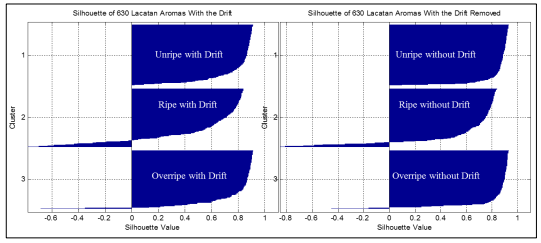 Silhouette of 630 Lacatan Aromas With the Drift
Unripe with Drift
Ripe with Drift
Overripe with Drift
1
2
3
Cluster
-0.6 -0.4 -0.2 0 0.2 0.4 0.6 0.8 1
Silhouette Value
Silhouette of 630 Lacatan Aromas With the Drift Removed
Unripe without Drift
Ripe without Drift
Overripe without Drift
1
2
3
Cluster
-0.8 -0.6 -0.4 -0.2 0 0.2 0.4 0.6 0.8 1
Silhouette Value